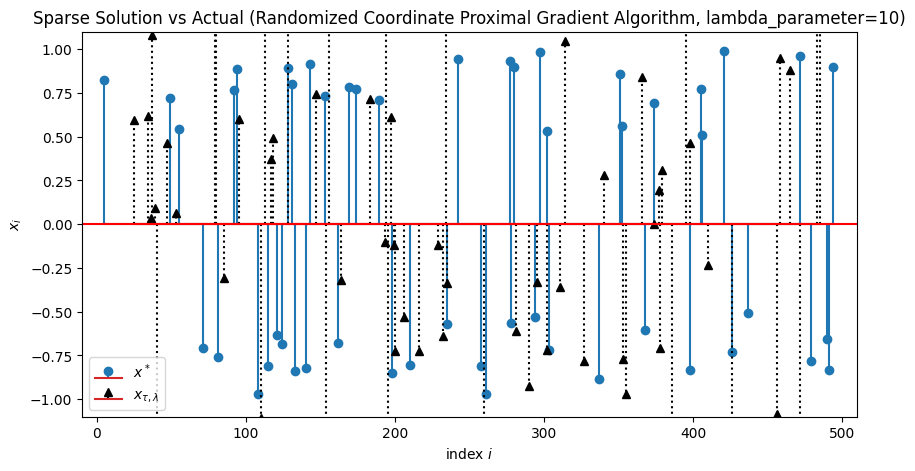 Sparse Solution vs Actual (Randomized Coordinate Proximal Gradient Algorithm, lambda_parameter=10)
1.00
0.75
0.50
0.25
0.00
−0.25
−0.50
−0.75
−1.00
x_i
x*
x_{τ,λ}
0 100 200 300 400 500
index i